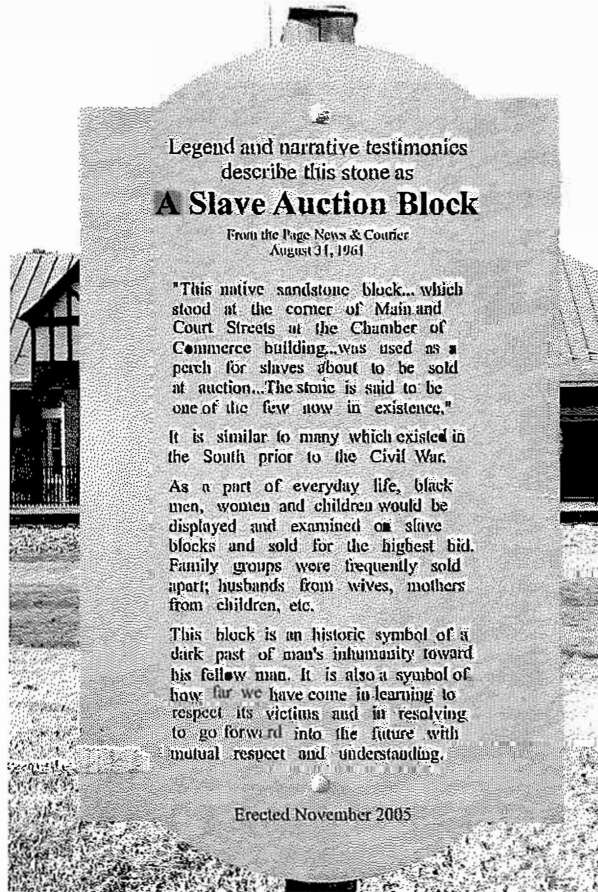 Legend and narrative testimonies
describe this stone as
A Slave Auction Block
From the Page News & Courier
August 31, 1961
"This native sandstone block... which
stood at the corner of Main and
Court Streets at the Chamber of
Commerce building...was used as a
perch for slaves about to be sold
at auction...The stone is said to be
one of the few now in existence."
It is similar to many which existed in
the South prior to the Civil War.
As a part of everyday life, black
men, women and children would be
displayed and examined on slave
blocks and sold for the highest bid.
Family groups were frequently sold
apart; husbands from wives, mothers
from children, etc.
This block is an historic symbol of a
dark past of man's inhumanity toward
his fellow man. It is also a symbol of
how far we have come in learning to
respect its victims and in resolving
to go forward into the future with
mutual respect and understanding.
Erected November 2005